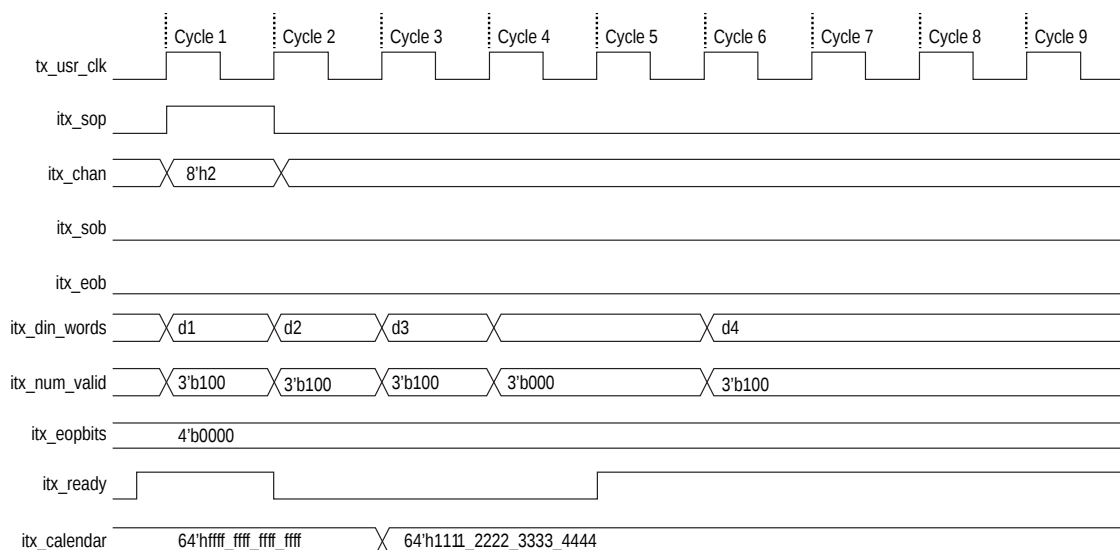 Cycle 1 Cycle 2 Cycle 3 Cycle 4 Cycle 5 Cycle 6 Cycle 7 Cycle 8 Cycle 9
tx_usr_clk
itx_sop
itx_chan 8'h2
itx_sob
itx_eob
itx_din_words d1 d2 d3 d4
itx_num_valid 3'b100 3'b100 3'b100 3'b000 3'b100
itx_eopbits 4'b0000
itx_ready
itx_calendar 64'hffff_ffff_ffff_ffff 64'h1111_2222_3333_4444